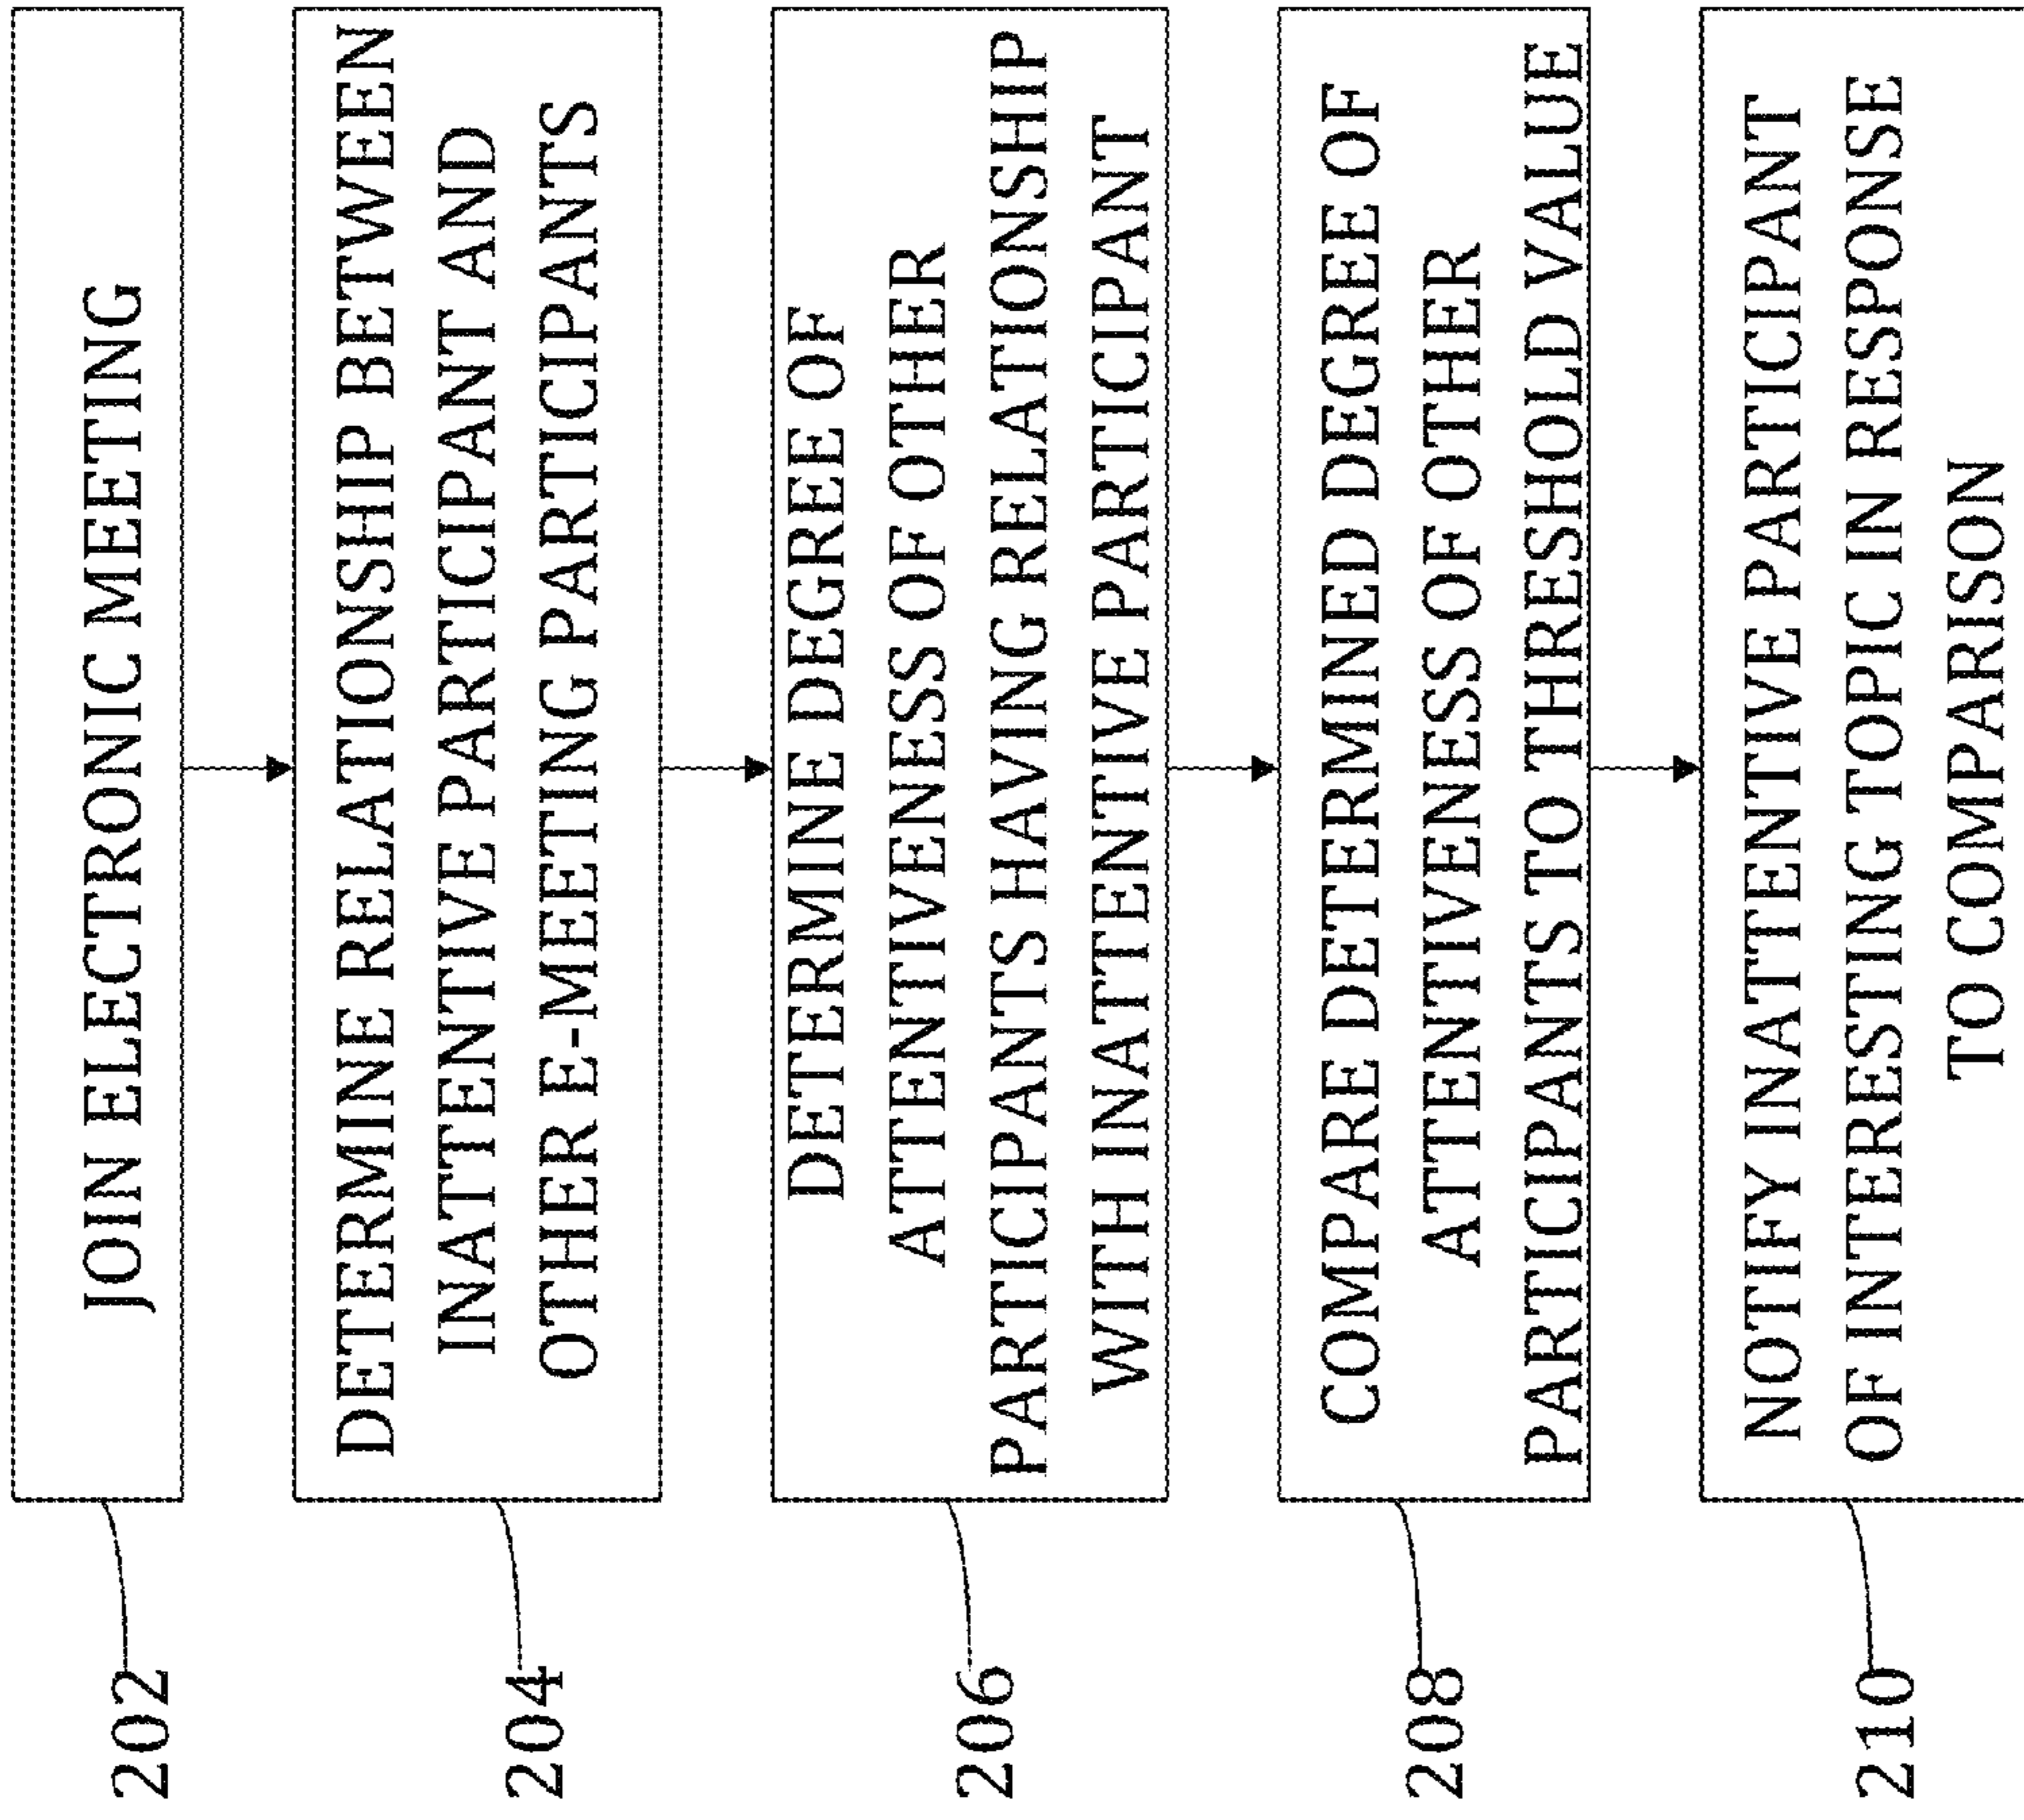 202
JOIN ELECTRONIC MEETING
204
DETERMINE RELATIONSHIP BETWEEN
INATTENTIVE PARTICIPANT AND
OTHER E-MEETING PARTICIPANTS
206
DETERMINE DEGREE OF
ATTENTIVENESS OF OTHER
PARTICIPANTS HAVING RELATIONSHIP
WITH INATTENTIVE PARTICIPANT
208
COMPARE DETERMINED DEGREE OF
ATTENTIVENESS OF OTHER
PARTICIPANTS TO THRESHOLD VALUE
210
NOTIFY INATTENTIVE PARTICIPANT
OF INTERESTING TOPIC IN RESPONSE
TO COMPARISON